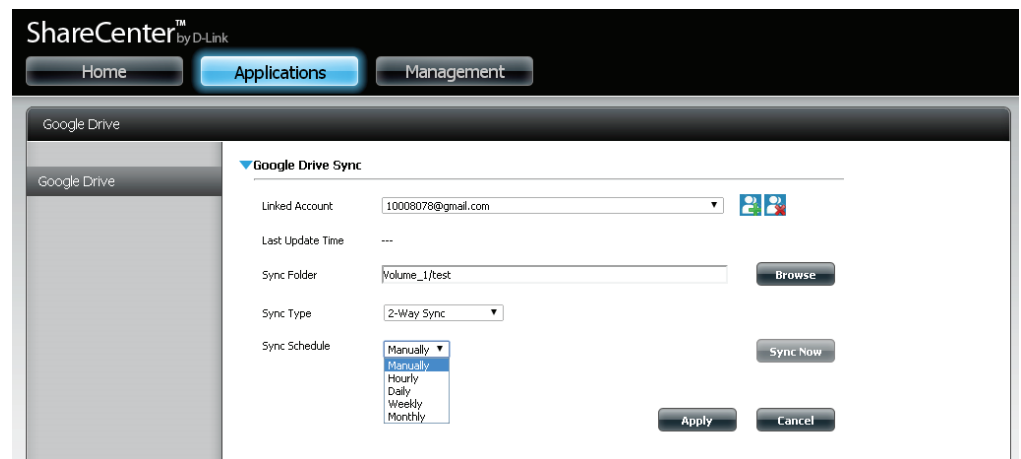 ShareCenter™ by D-Link
Home Applications Management
Google Drive
Google Drive
Google Drive Sync
Linked Account 10008078@gmail.com
Last Update Time ---
Sync Folder Volume_1/test Browse
Sync Type 2-Way Sync
Sync Schedule Manually Sync Now
Manually
Hourly
Daily
Weekly
Monthly
Apply Cancel